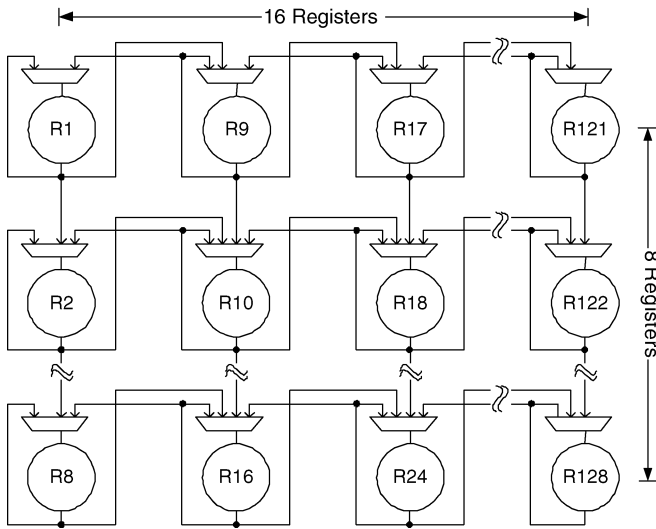 16 Registers
R1 R9 R17 R121
R2 R10 R18 R122
8 Registers
R8 R16 R24 R128